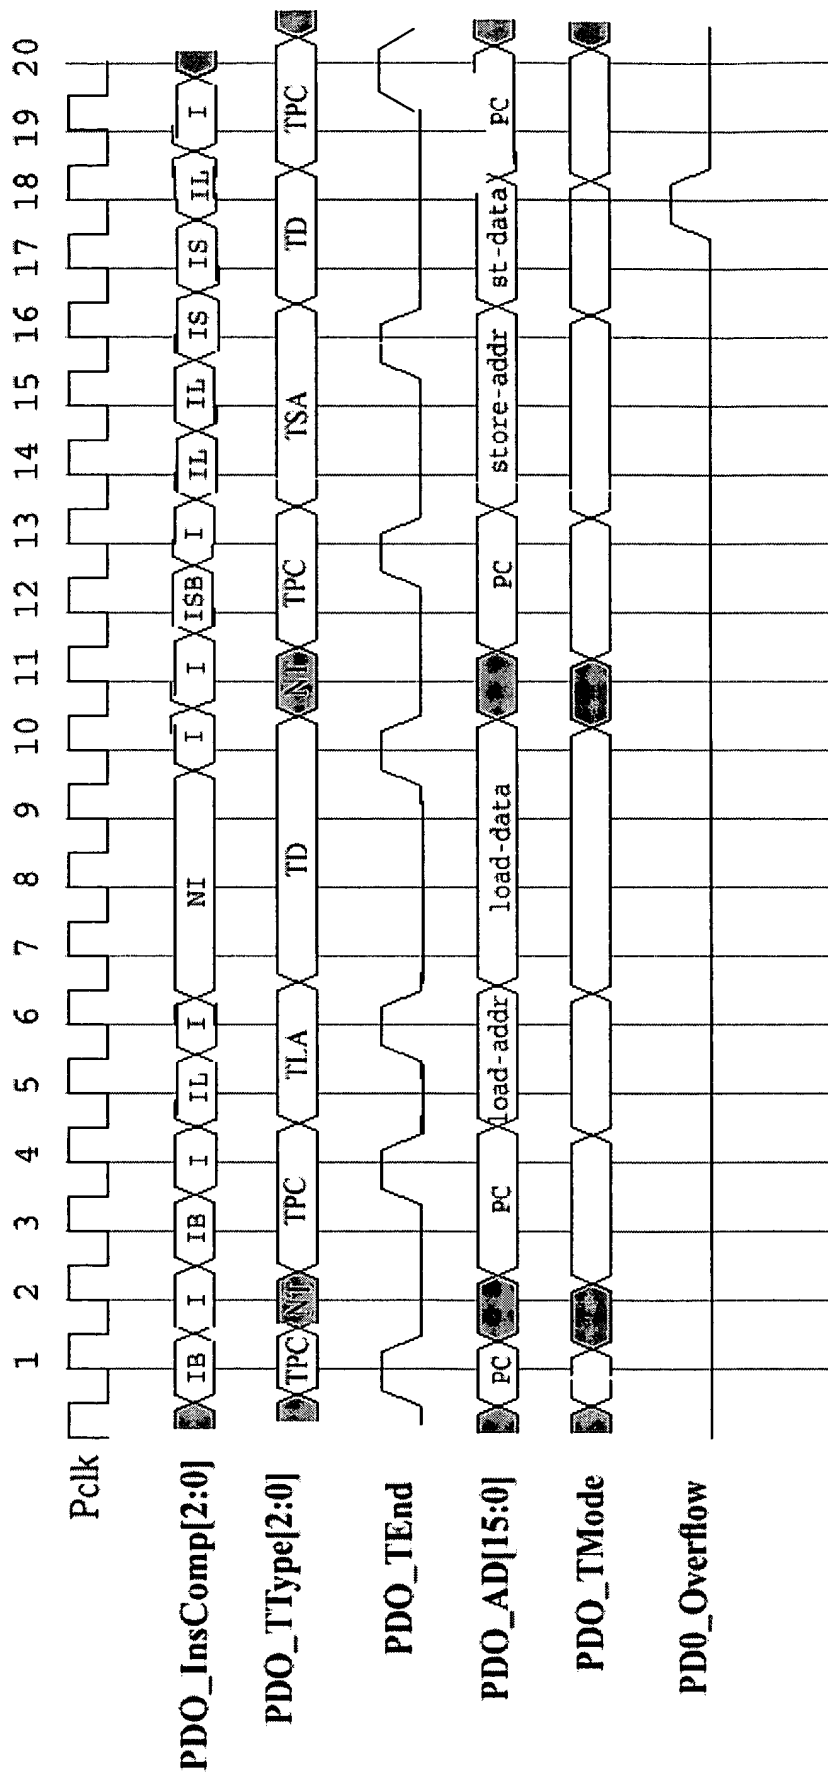 1 2 3 4 5 6 7 8 9 10 11 12 13 14 15 16 17 18 19 20
Pclk
PDO_InsComp[2:0] IB I IB I IL I NI I I ISB I IL IL IS IS IL I
PDO_TType[2:0] TPC NT TPC TLA TD NT TPC TSA TD TPC
PDO_TEnd
PDO_AD[15:0] PC PC load-addr load-data PC store-addr st-data PC
PDO_TMode
PD0_Overflow